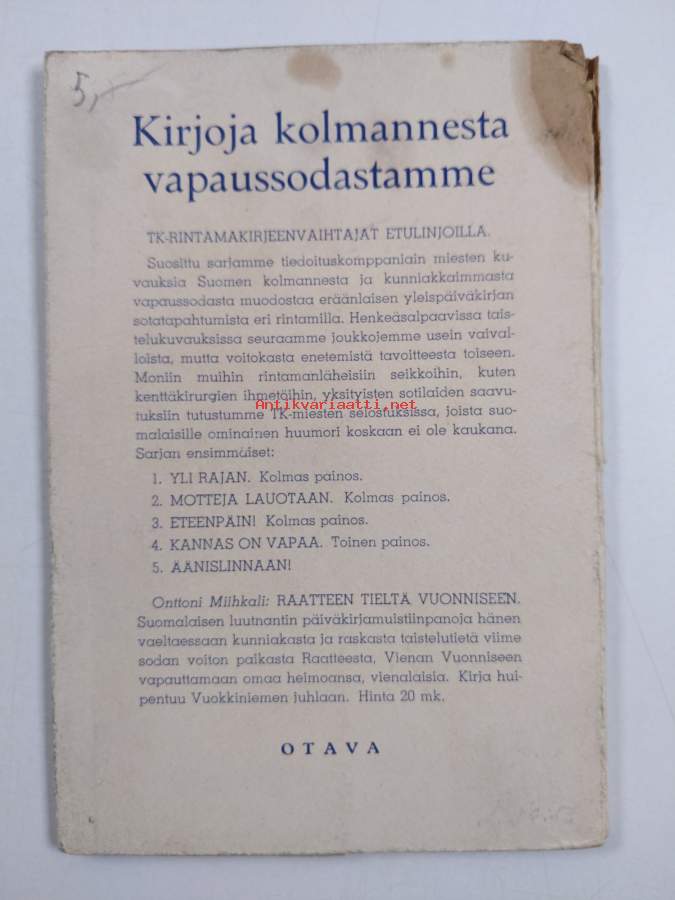 5,-
Kirjoja kolmannesta
vapaussodastamme
TK-RINTAMAKIRJEENVAIHTAJAT ETULINJOILLA.
Suosittu sarjamme tiedoituskomppaniain miesten ku-
vauksia Suomen kolmannesta ja kunniakkaimmasta
vapaussodasta muodostaa eräänlaisen yleispäiväkirjan
sotatapahtumista eri rintamilla. Henkeäsalpaavissa tais-
telukuvauksissa seuraamme joukkojemme usein vaival-
loista, mutta voitokasta enetemistä tavoitteesta toiseen.
Moniin muihin rintamanläheisiin seikkoihin, kuten
kenttäkirurgien ihmetöihin, yksityisten sotilaiden saavu-
Antikvariaatti.net
tuksiin tutustumme TK-miesten selostuksissa, joista suo-
malaisille ominainen huumori koskaan ei ole kaukana.
Sarjan ensimmäiset:
1. YLI RAJAN. Kolmas painos.
2. MOTTEJA LAUOTAAN. Kolmas painos.
3. ETEENPÄIN! Kolmas painos.
4. KANNAS ON VAPAA. Toinen painos.
5. ÄÄNISLINNAAN!
Onttoni Miihkali: RAATTEEN TIELTÄ VUONNISEEN.
Suomalaisen luutnantin päiväkirjamuistiinpanoja hänen
vaeltaessaan kunniakasta ja raskasta taistelutietä viime
sodan voiton paikasta Raatteesta, Vienan Vuonniseen
vapauttamaan omaa heimoansa, vienalaisia. Kirja hui-
pentuu Vuokkiniemen juhlaan. Hinta 20 mk.
OTAVA